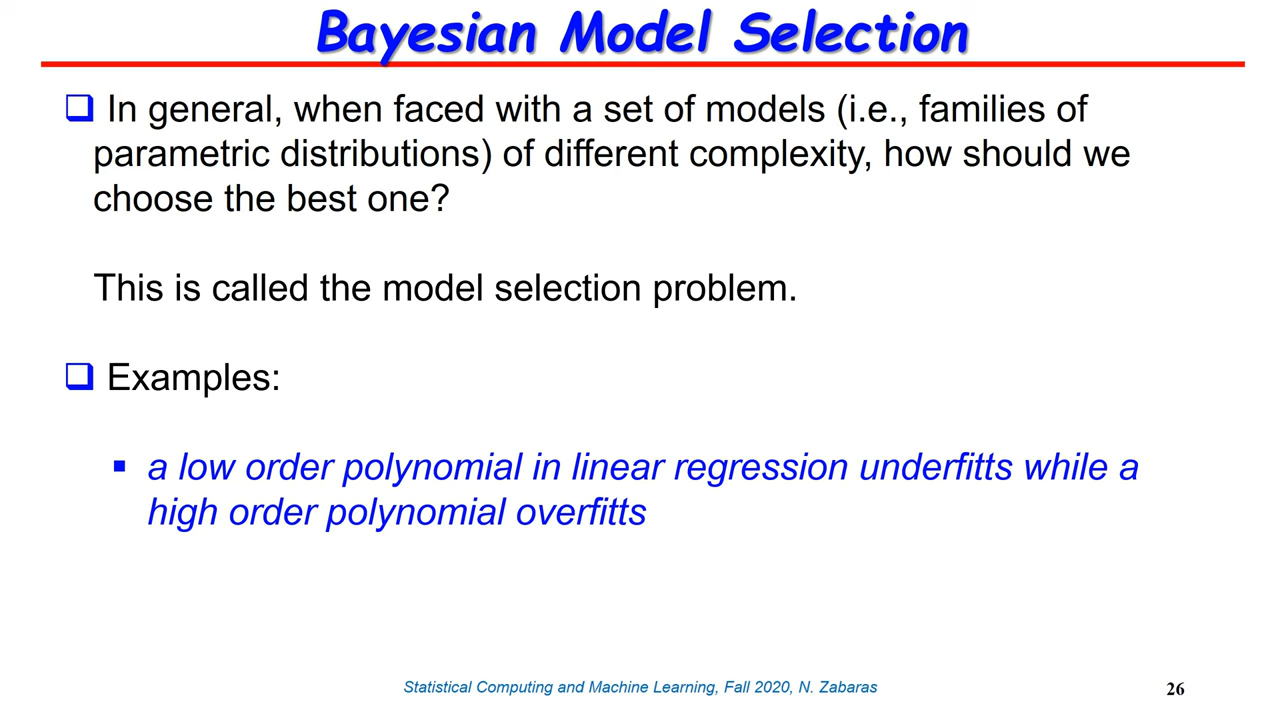 Bayesian Model Selection
❑ In general, when faced with a set of models (i.e., families of
parametric distributions) of different complexity, how should we
choose the best one?
This is called the model selection problem.
❑ Examples:
▪ a low order polynomial in linear regression underfitts while a
high order polynomial overfitts
Statistical Computing and Machine Learning, Fall 2020, N. Zabaras
26